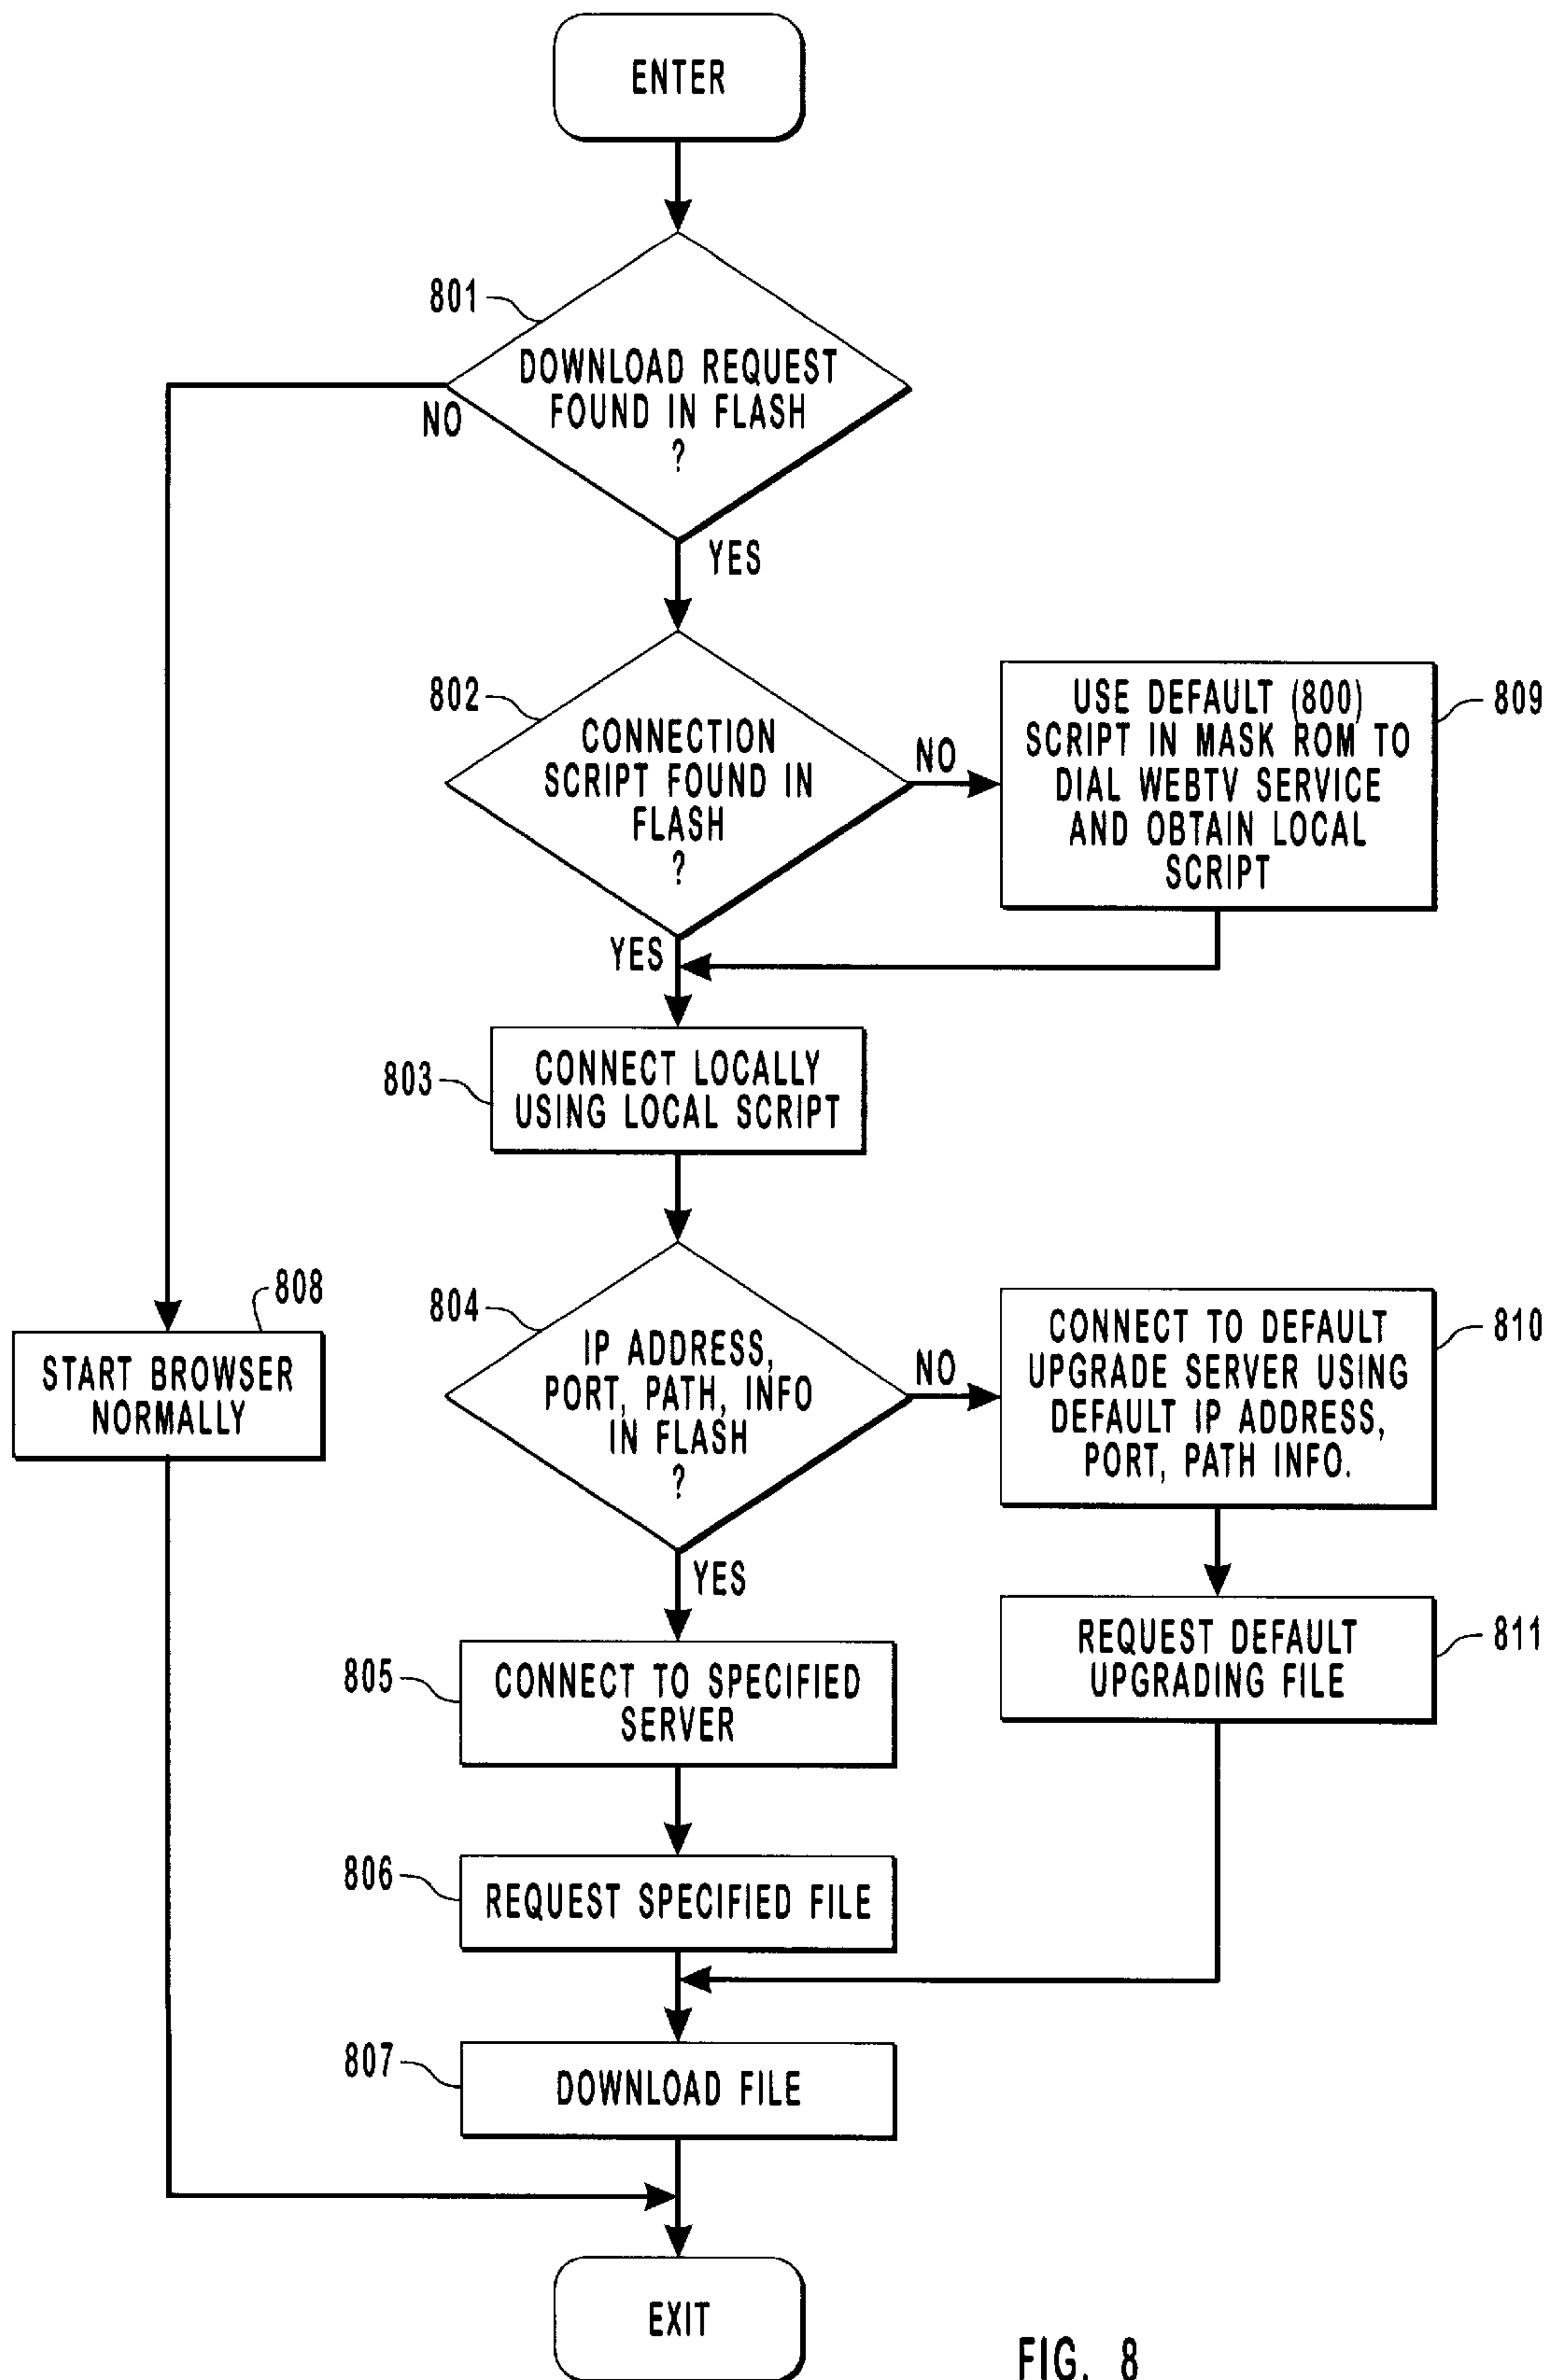 ENTER
801
DOWNLOAD REQUEST
FOUND IN FLASH
?
NO
YES
802
CONNECTION
SCRIPT FOUND IN
FLASH
?
NO
USE DEFAULT (800)
SCRIPT IN MASK ROM TO
DIAL WEBTV SERVICE
AND OBTAIN LOCAL
SCRIPT
809
YES
803
CONNECT LOCALLY
USING LOCAL SCRIPT
808
START BROWSER
NORMALLY
804
IP ADDRESS,
PORT, PATH, INFO
IN FLASH
?
NO
CONNECT TO DEFAULT
UPGRADE SERVER USING
DEFAULT IP ADDRESS,
PORT, PATH INFO.
810
YES
805
CONNECT TO SPECIFIED
SERVER
REQUEST DEFAULT
UPGRADING FILE
811
806
REQUEST SPECIFIED FILE
807
DOWNLOAD FILE
EXIT
FIG. 8